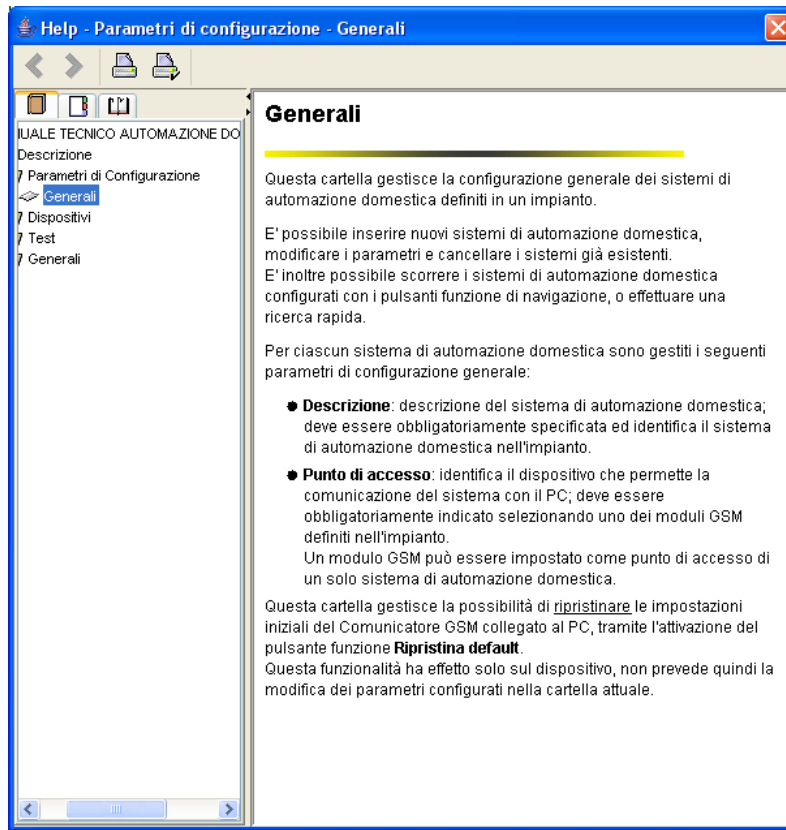 Help - Parametri di configurazione - Generali
UALE TECNICO AUTOMAZIONE DO
Descrizione
Parametri di Configurazione
Generali
Dispositivi
Test
Generali
Generali
Questa cartella gestisce la configurazione generale dei sistemi di
automazione domestica definiti in un impianto.
E' possibile inserire nuovi sistemi di automazione domestica,
modificare i parametri e cancellare i sistemi già esistenti.
E' inoltre possibile scorrere i sistemi di automazione domestica
configurati con i pulsanti funzione di navigazione, o effettuare una
ricerca rapida.
Per ciascun sistema di automazione domestica sono gestiti i seguenti
parametri di configurazione generale:
● Descrizione: descrizione del sistema di automazione domestica;
deve essere obbligatoriamente specificata ed identifica il sistema
di automazione domestica nell'impianto.
● Punto di accesso: identifica il dispositivo che permette la
comunicazione del sistema con il PC; deve essere
obbligatoriamente indicato selezionando uno dei moduli GSM
definiti nell'impianto.
Un modulo GSM può essere impostato come punto di accesso di
un solo sistema di automazione domestica.
Questa cartella gestisce la possibilità di ripristinare le impostazioni
iniziali del Comunicatore GSM collegato al PC, tramite l'attivazione del
pulsante funzione Ripristina default.
Questa funzionalità ha effetto solo sul dispositivo, non prevede quindi la
modifica dei parametri configurati nella cartella attuale.